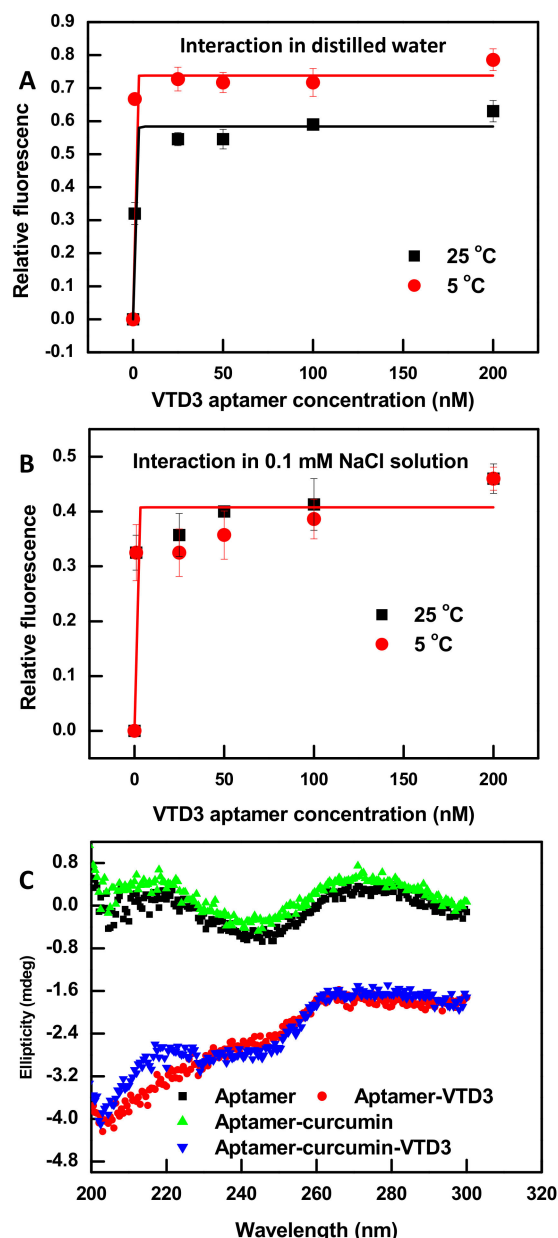 0.9
Interaction in distilled water
A
0.8
0.7
0.6
0.5
0.4
0.3
0.2
0.1
0.0
-0.1
Relative fluorescenc
25 °C
5 °C
0 50 100 150 200
VTD3 aptamer concentration (nM)
B
0.5
Interaction in 0.1 mM NaCl solution
0.4
0.3
0.2
0.1
0.0
Relative fluorescence
25 °C
5 °C
0 50 100 150 200
VTD3 aptamer concentration (nM)
C
0.8
0.0
-0.8
-1.6
-2.4
-3.2
-4.0
-4.8
Ellipticity (mdeg)
Aptamer Aptamer-VTD3
Aptamer-curcumin
Aptamer-curcumin-VTD3
200 220 240 260 280 300 320
Wavelength (nm)